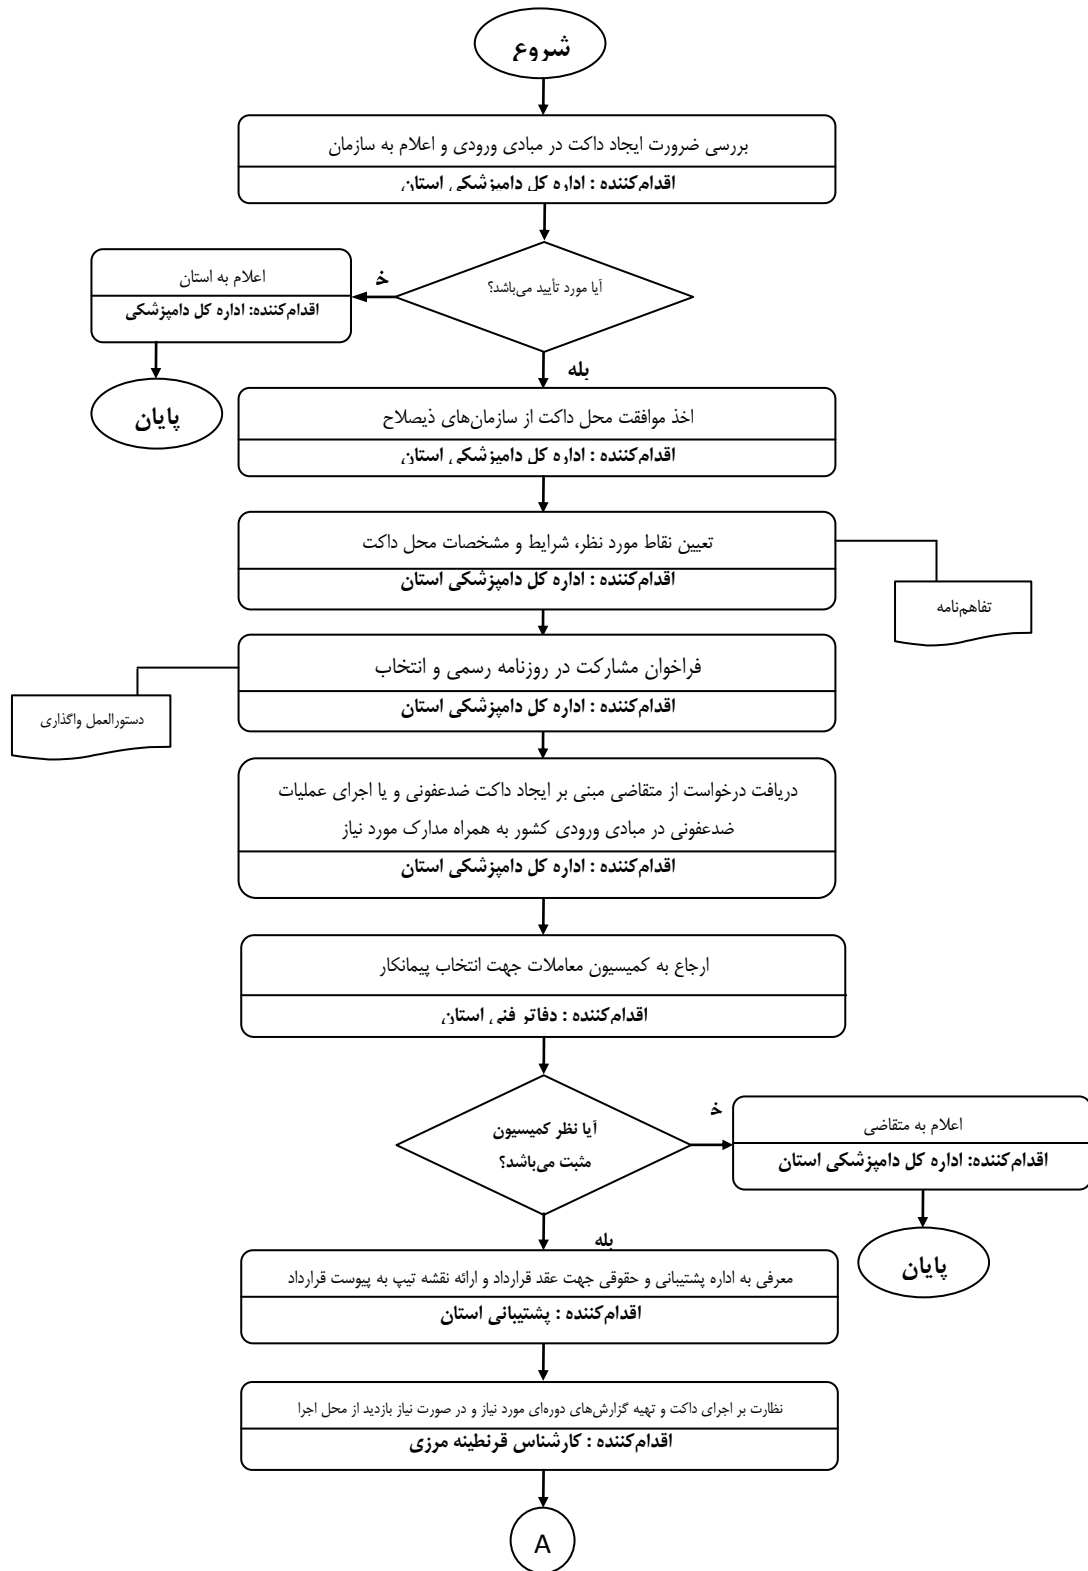 شروع
بررسی ضرورت ایجاد داکت در مبادی ورودی و اعلام به سازمان
اقدام‌کننده : اداره کل دامپزشکی استان
آیا مورد تأیید می‌باشد؟
خ
اعلام به استان
اقدام‌کننده: اداره کل دامپزشکی
پایان
بله
اخذ موافقت محل داکت از سازمان‌های ذیصلاح
اقدام‌کننده : اداره کل دامپزشکی استان
تعیین نقاط مورد نظر، شرایط و مشخصات محل داکت
اقدام‌کننده : اداره کل دامپزشکی استان
تفاهم‌نامه
فراخوان مشارکت در روزنامه رسمی و انتخاب
اقدام‌کننده : اداره کل دامپزشکی استان
دستورالعمل واگذاری
دریافت درخواست از متقاضی مبنی بر ایجاد داکت ضدعفونی و یا اجرای عملیات
ضدعفونی در مبادی ورودی کشور به همراه مدارک مورد نیاز
اقدام‌کننده : اداره کل دامپزشکی استان
ارجاع به کمیسیون معاملات جهت انتخاب پیمانکار
اقدام‌کننده : دفاتر فنی استان
آیا نظر کمیسیون
مثبت می‌باشد؟
خ
اعلام به متقاضی
اقدام‌کننده: اداره کل دامپزشکی استان
پایان
بله
معرفی به اداره پشتیبانی و حقوقی جهت عقد قرارداد و ارائه نقشه تیپ به پیوست قرارداد
اقدام‌کننده : پشتیبانی استان
نظارت بر اجرای داکت و تهیه گزارش‌های دوره‌ای مورد نیاز و در صورت نیاز بازدید از محل اجرا
اقدام‌کننده : کارشناس قرنطینه مرزی
A